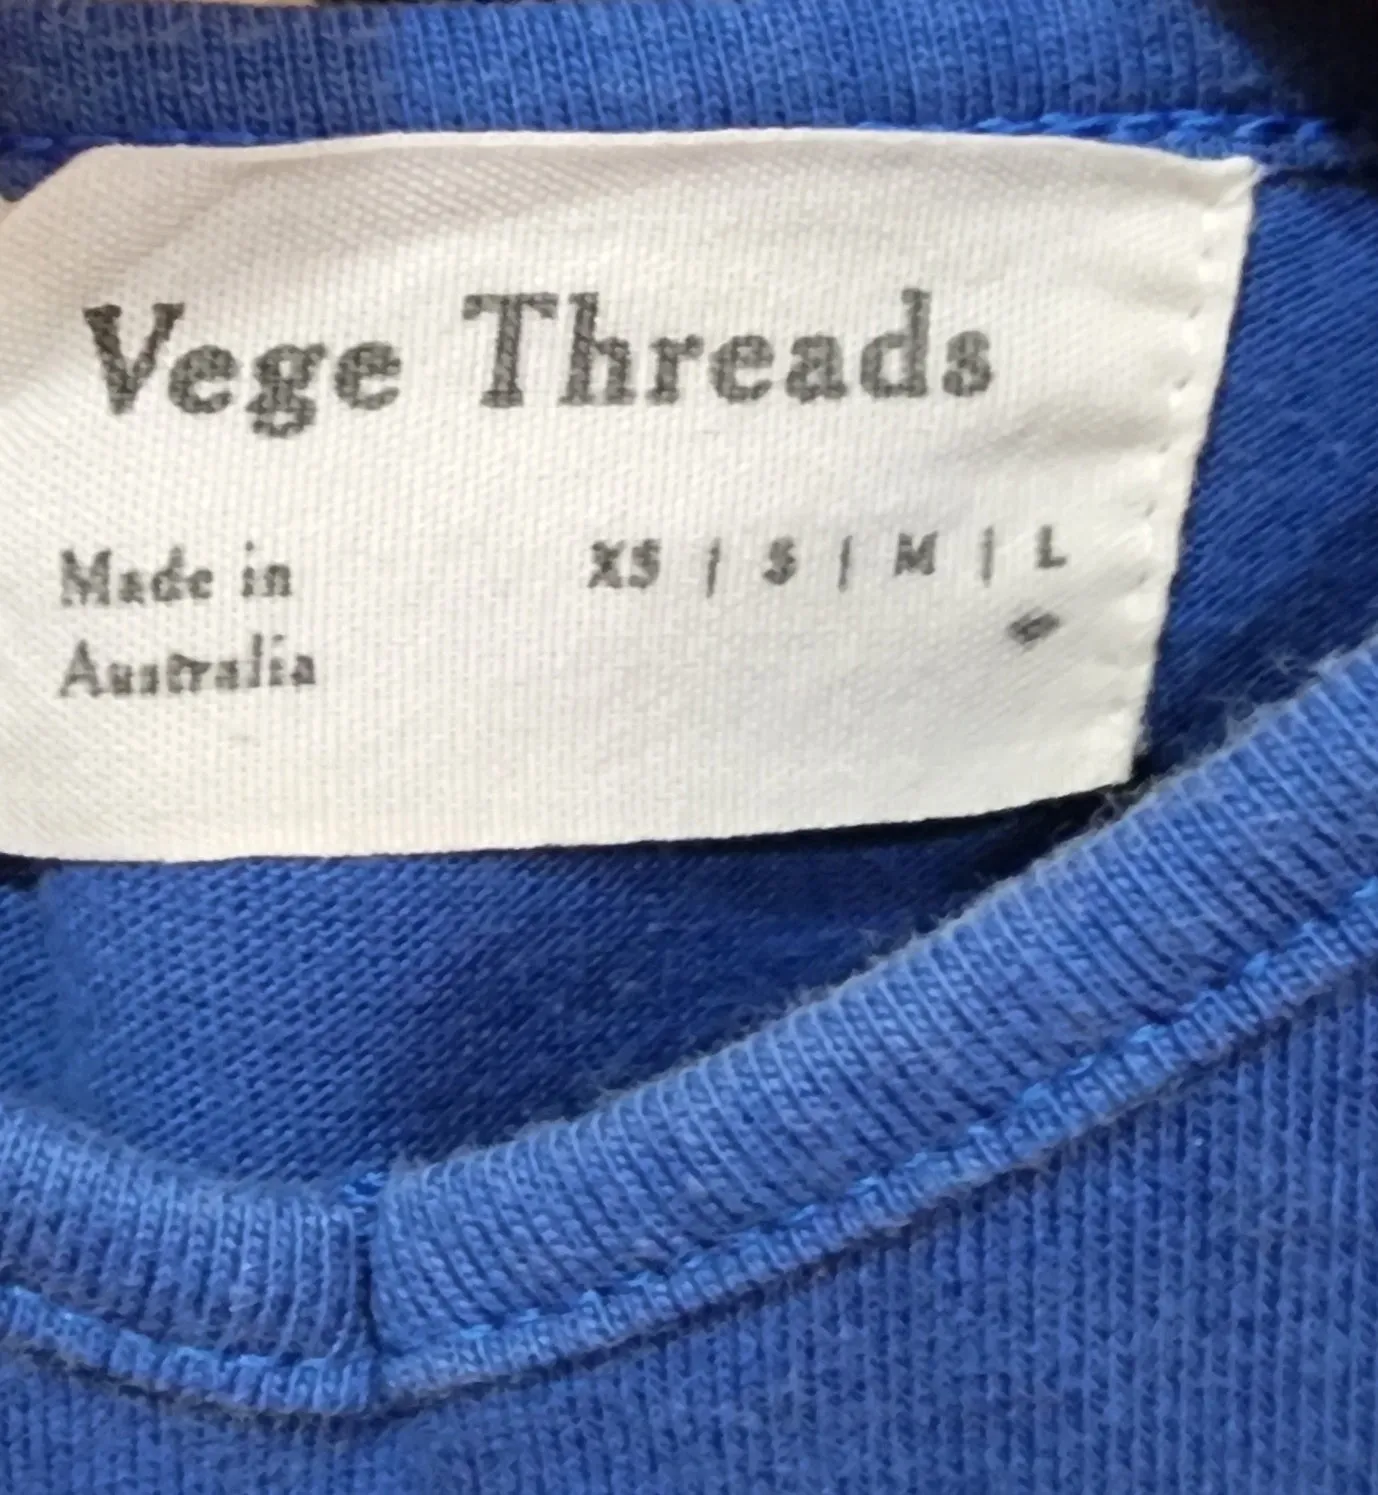 Vege Threads
Made in
Australia
XS | S | M | L